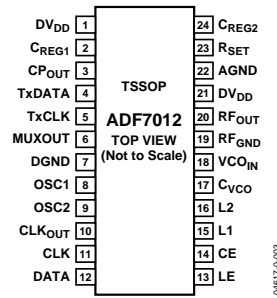 DVDD 1
CREG1 2
CPOUT 3
TxDATA 4
TxCLK 5
MUXOUT 6
DGND 7
OSC1 8
OSC2 9
CLKOUT 10
CLK 11
DATA 12
TSSOP
ADF7012
TOP VIEW
(Not to Scale)
24 CREG2
23 RSET
22 AGND
21 DVDD
20 RFOUT
19 RFGND
18 VCOIN
17 CVCO
16 L2
15 L1
14 CE
13 LE
04617-0-003